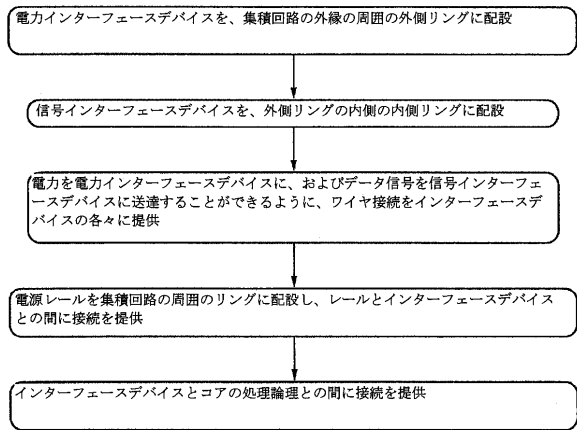 電力インターフェースデバイスを、集積回路の外縁の周囲の外側リングに配設
信号インターフェースデバイスを、外側リングの内側の内側リングに配設
電力を電力インターフェースデバイスに、およびデータ信号を信号インターフェ
ースデバイスに送達することができるように、ワイヤ接続をインターフェースデ
バイスの各々に提供
電源レールを集積回路の周囲のリングに配設し、レールとインターフェースデバイス
との間に接続を提供
インターフェースデバイスとコアの処理論理との間に接続を提供